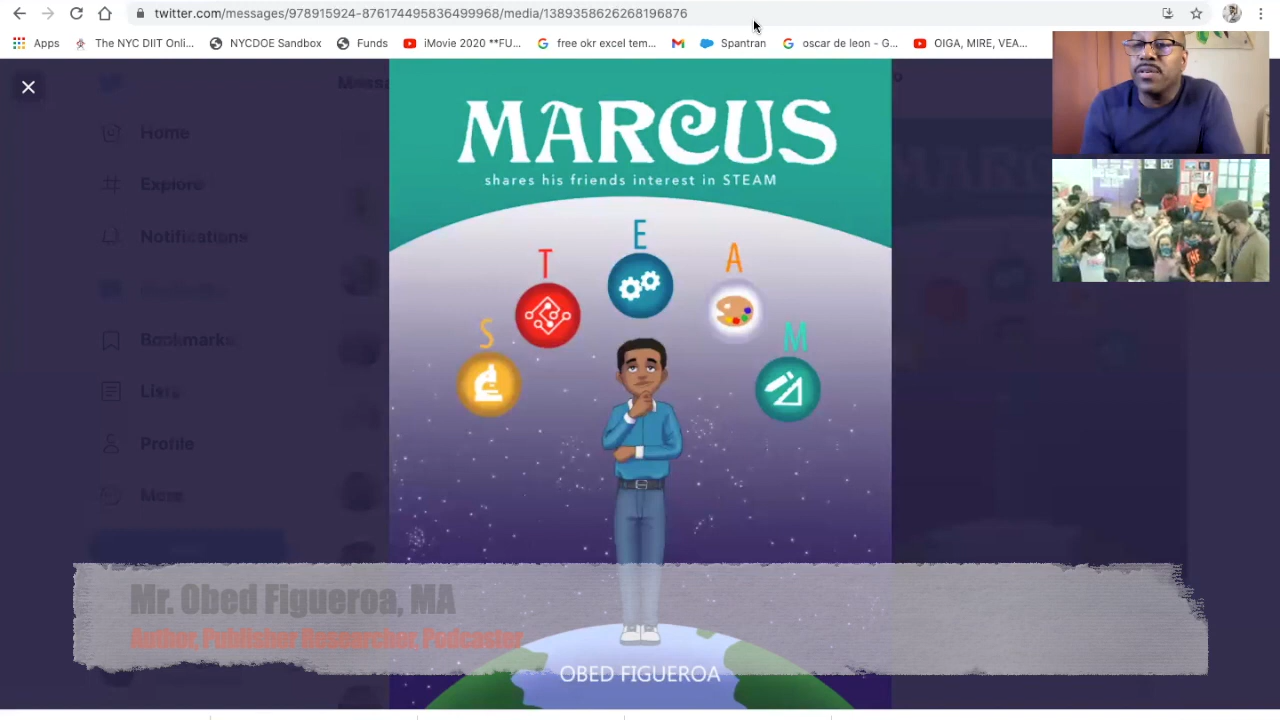 twitter.com/messages/978915924-876174495836499968/media/1389358626268196876
Apps
The NYC DIIT Onli...
NYCDOE Sandbox
Funds
iMovie 2020 **FU...
free okr excel tem...
Spantran
oscar de leon - G...
OIGA, MIRE, VEA...
Home
Explore
Notifications
Bookmarks
Lists
Profile
More
MARCUS
shares his friends interest in STEAM
S
T
E
A
M
Mr. Obed Figueroa, MA
Author, Publisher Researcher, Podcaster
OBED FIGUEROA